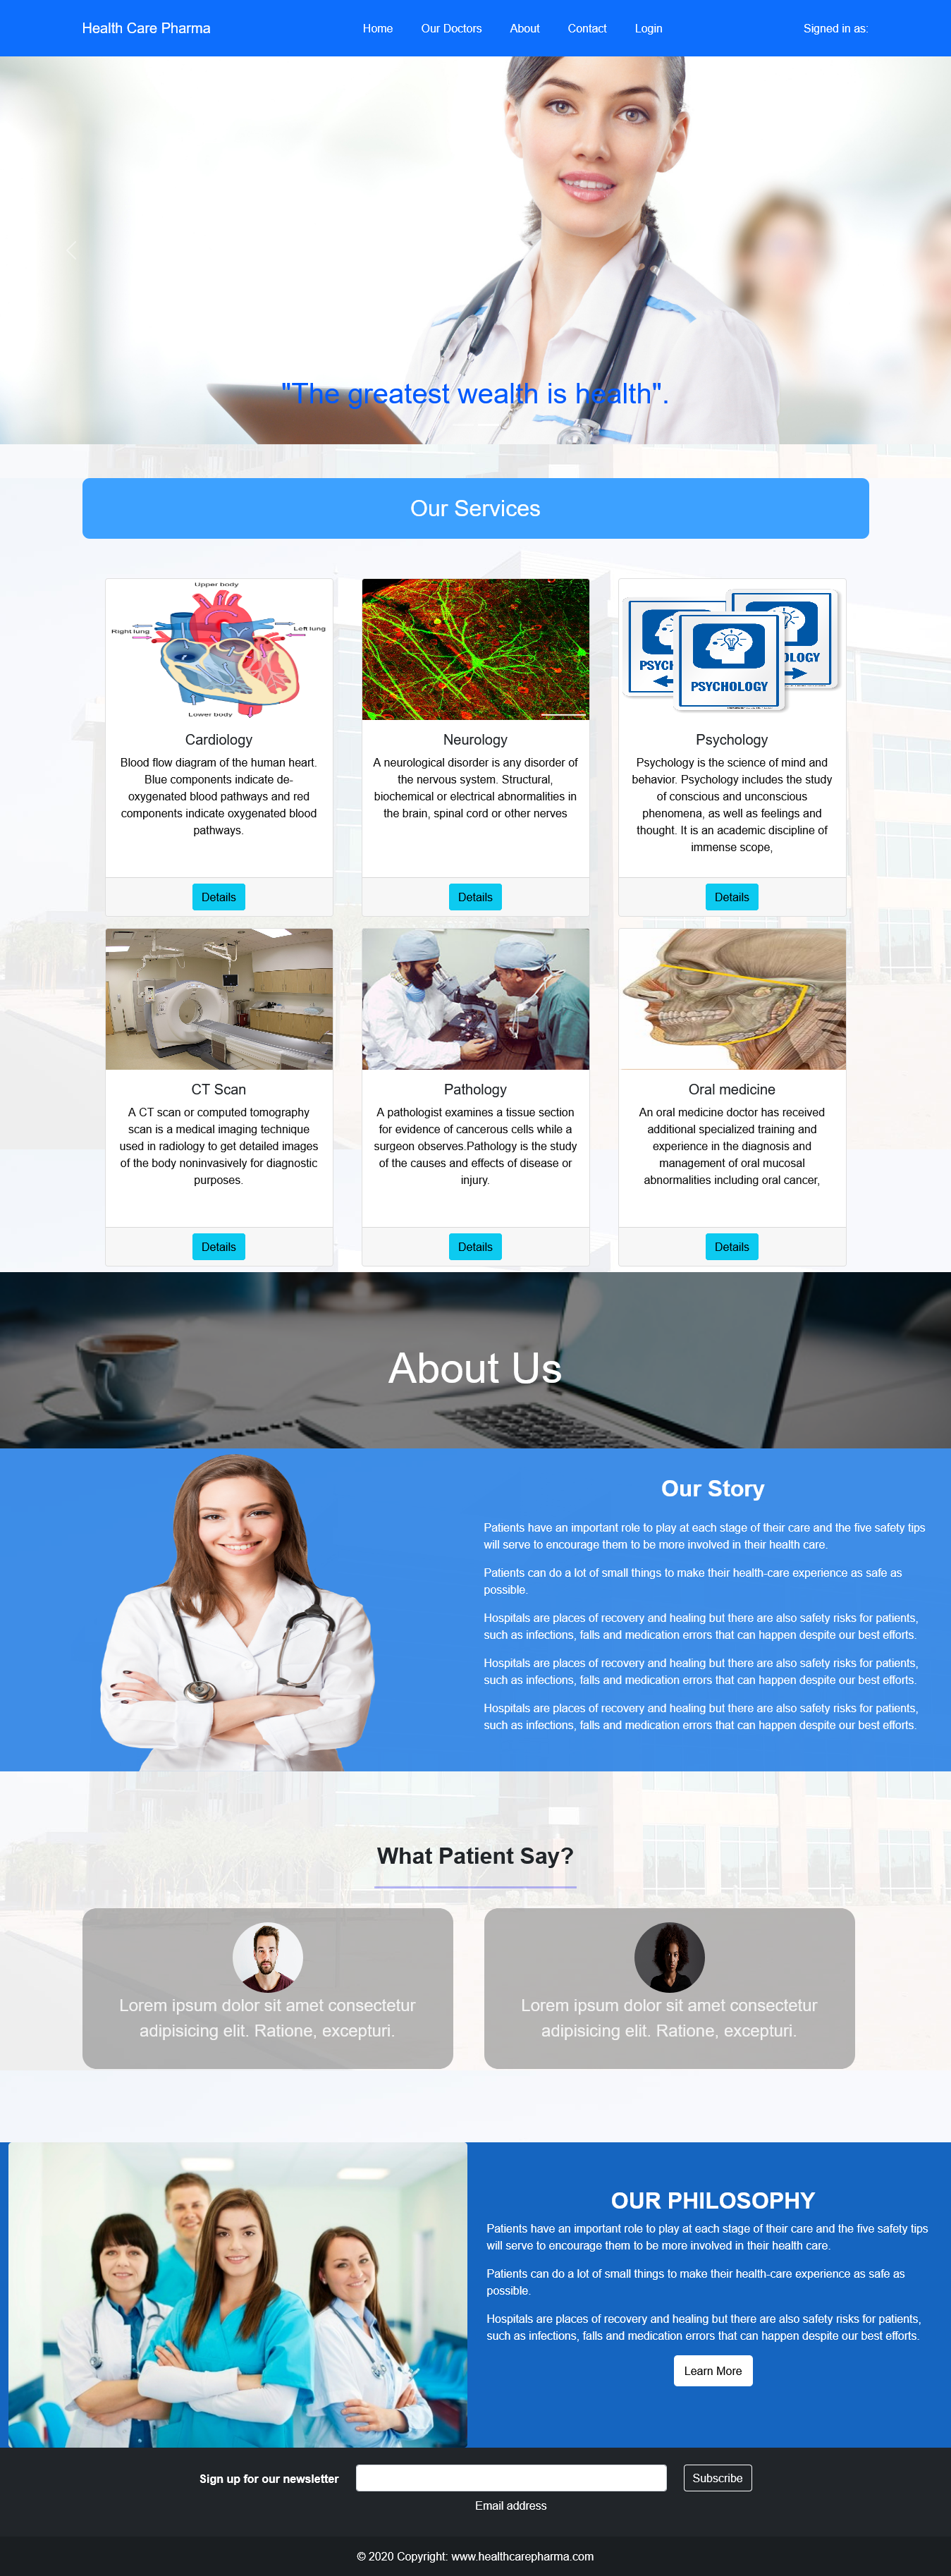 Health Care Pharma
Home
Our Doctors
About
Contact
Login
Signed in as:
"The greatest wealth is health".
Our Services
Upper body
Right lung
Left lung
Lower body
PSYC
OLOGY
PSYCHOLOGY
Cardiology
Blood flow diagram of the human heart.
Blue components indicate de-
oxygenated blood pathways and red
components indicate oxygenated blood
pathways.
Details
Neurology
A neurological disorder is any disorder of
the nervous system. Structural,
biochemical or electrical abnormalities in
the brain, spinal cord or other nerves
Details
Psychology
Psychology is the science of mind and
behavior. Psychology includes the study
of conscious and unconscious
phenomena, as well as feelings and
thought. It is an academic discipline of
immense scope,
Details
CT Scan
A CT scan or computed tomography
scan is a medical imaging technique
used in radiology to get detailed images
of the body noninvasively for diagnostic
purposes.
Details
Pathology
A pathologist examines a tissue section
for evidence of cancerous cells while a
surgeon observes.Pathology is the study
of the causes and effects of disease or
injury.
Details
Oral medicine
An oral medicine doctor has received
additional specialized training and
experience in the diagnosis and
management of oral mucosal
abnormalities including oral cancer,
Details
About Us
Our Story
Patients have an important role to play at each stage of their care and the five safety tips
will serve to encourage them to be more involved in their health care.
Patients can do a lot of small things to make their health-care experience as safe as
possible.
Hospitals are places of recovery and healing but there are also safety risks for patients,
such as infections, falls and medication errors that can happen despite our best efforts.
Hospitals are places of recovery and healing but there are also safety risks for patients,
such as infections, falls and medication errors that can happen despite our best efforts.
Hospitals are places of recovery and healing but there are also safety risks for patients,
such as infections, falls and medication errors that can happen despite our best efforts.
What Patient Say?
Lorem ipsum dolor sit amet consectetur
adipisicing elit. Ratione, excepturi.
Lorem ipsum dolor sit amet consectetur
adipisicing elit. Ratione, excepturi.
OUR PHILOSOPHY
Patients have an important role to play at each stage of their care and the five safety tips
will serve to encourage them to be more involved in their health care.
Patients can do a lot of small things to make their health-care experience as safe as
possible.
Hospitals are places of recovery and healing but there are also safety risks for patients,
such as infections, falls and medication errors that can happen despite our best efforts.
Learn More
Sign up for our newsletter
Subscribe
Email address
© 2020 Copyright: www.healthcarepharma.com